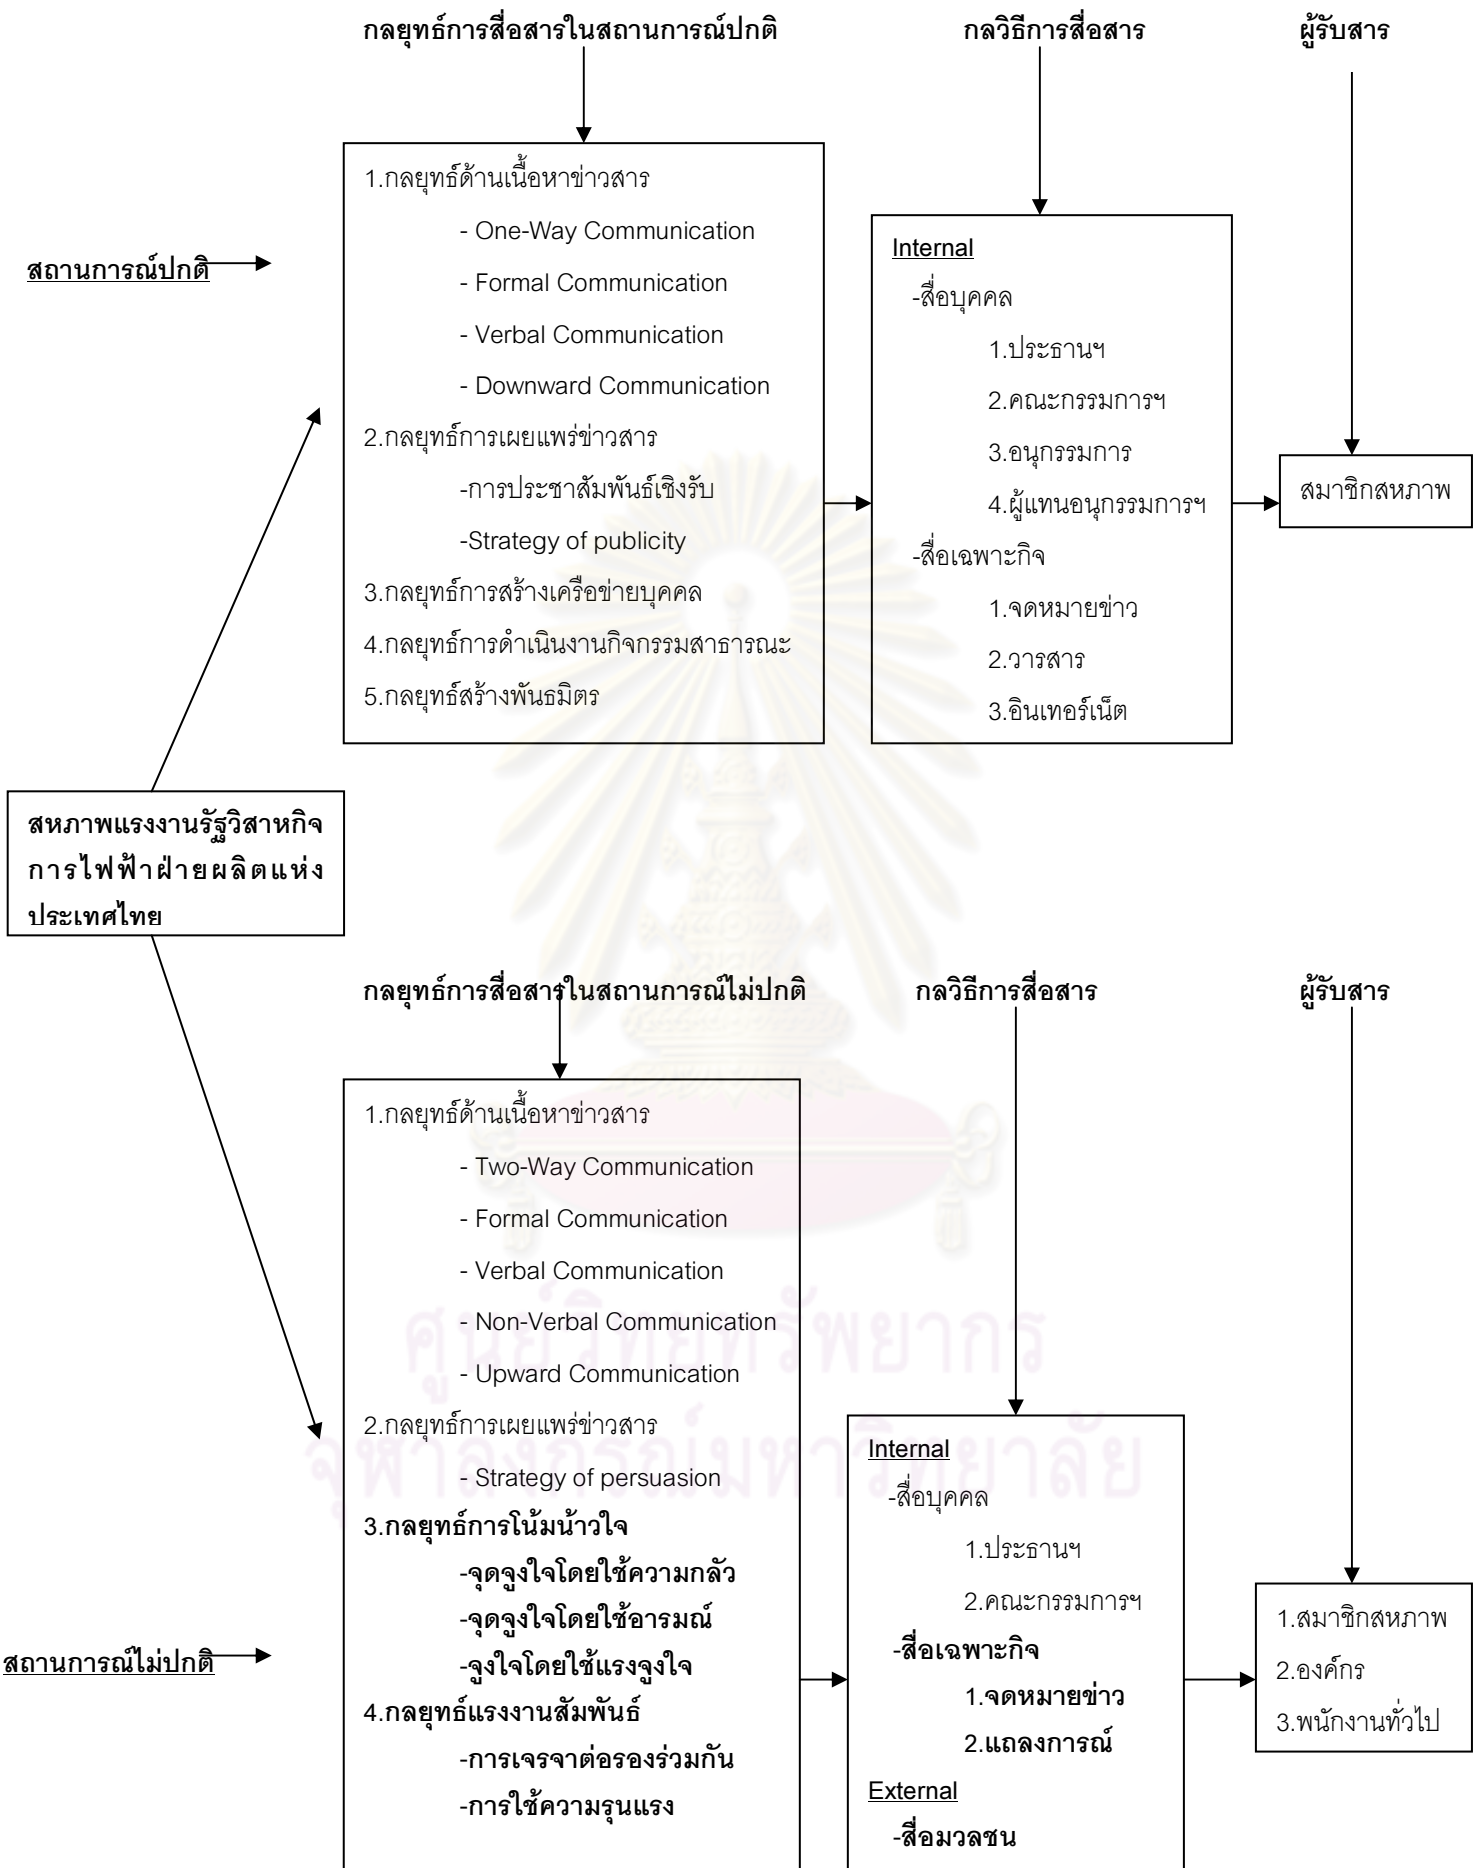 กลยุทธ์การสื่อสารในสถานการณ์ปกติ
กลวิธีการสื่อสาร
ผู้รับสาร
สถานการณ์ปกติ
1.กลยุทธ์ด้านเนื้อหาข่าวสาร
- One-Way Communication
- Formal Communication
- Verbal Communication
- Downward Communication
2.กลยุทธ์การเผยแพร่ข่าวสาร
-การประชาสัมพันธ์เชิงรับ
-Strategy of publicity
3.กลยุทธ์การสร้างเครือข่ายบุคคล
4.กลยุทธ์การดำเนินงานกิจกรรมสาธารณะ
5.กลยุทธ์สร้างพันธมิตร
Internal
-สื่อบุคคล
1.ประธานฯ
2.คณะกรรมการฯ
3.อนุกรรมการ
4.ผู้แทนอนุกรรมการฯ
-สื่อเฉพาะกิจ
1.จดหมายข่าว
2.วารสาร
3.อินเทอร์เน็ต
สมาชิกสหภาพ
สหภาพแรงงานรัฐวิสาหกิจ
การไฟฟ้าฝ่ายผลิตแห่ง
ประเทศไทย
กลยุทธ์การสื่อสารในสถานการณ์ไม่ปกติ
กลวิธีการสื่อสาร
ผู้รับสาร
สถานการณ์ไม่ปกติ
1.กลยุทธ์ด้านเนื้อหาข่าวสาร
- Two-Way Communication
- Formal Communication
- Verbal Communication
- Non-Verbal Communication
- Upward Communication
2.กลยุทธ์การเผยแพร่ข่าวสาร
- Strategy of persuasion
3.กลยุทธ์การโน้มน้าวใจ
-จุดจูงใจโดยใช้ความกลัว
-จุดจูงใจโดยใช้อารมณ์
-จูงใจโดยใช้แรงจูงใจ
4.กลยุทธ์แรงงานสัมพันธ์
-การเจรจาต่อรองร่วมกัน
-การใช้ความรุนแรง
Internal
-สื่อบุคคล
1.ประธานฯ
2.คณะกรรมการฯ
-สื่อเฉพาะกิจ
1.จดหมายข่าว
2.แถลงการณ์
External
-สื่อมวลชน
1.สมาชิกสหภาพ
2.องค์กร
3.พนักงานทั่วไป
ศูนย์วิทยทรัพยากร
จุฬาลงกรณ์มหาวิทยาลัย